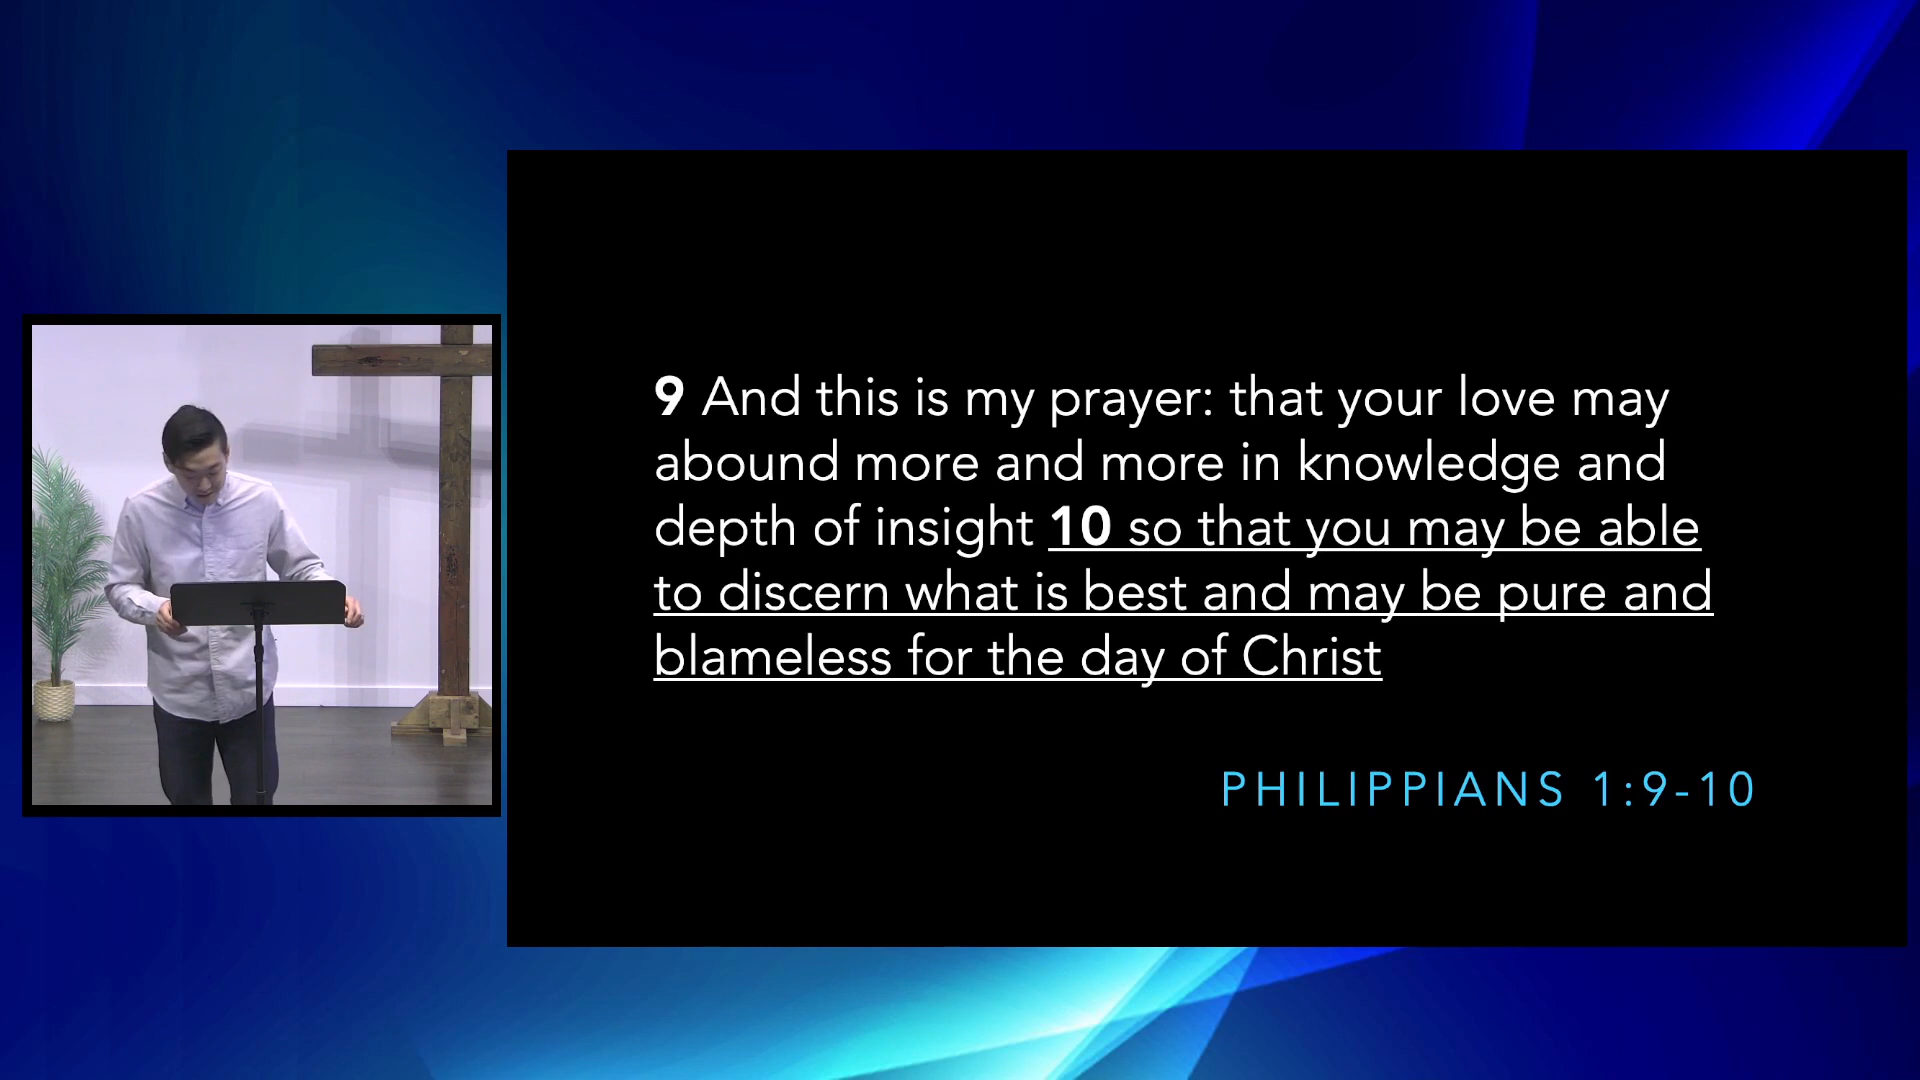 9 And this is my prayer: that your love may
abound more and more in knowledge and
depth of insight 10 so that you may be able
to discern what is best and may be pure and
blameless for the day of Christ
PHILIPPIANS 1:9-10